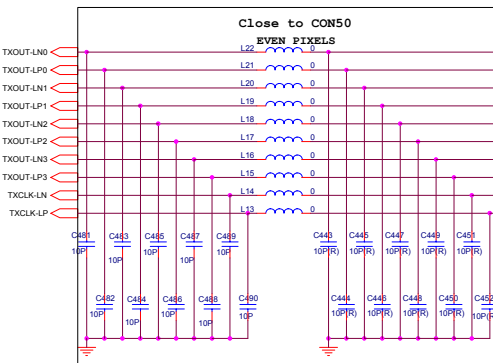 Close to CON50
EVEN PIXELS
TXOUT-LN0 L22 0
TXOUT-LP0 L21 0
TXOUT-LN1 L20 0
TXOUT-LP1 L19 0
TXOUT-LN2 L18 0
TXOUT-LP2 L17 0
TXOUT-LN3 L16 0
TXOUT-LP3 L15 0
TXCLK-LN L14 0
TXCLK-LP L13 0
C481 C483 C485 C487 C489 C443 C445 C447 C449 C451
10P 10P 10P 10P 10P 10P(R) 10P(R) 10P(R) 10P(R) 10P(R)
C482 C484 C486 C488 C490 C444 C446 C448 C450 C452
10P 10P 10P 10P 10P 10P(R) 10P(R) 10P(R) 10P(R) 10P(R)